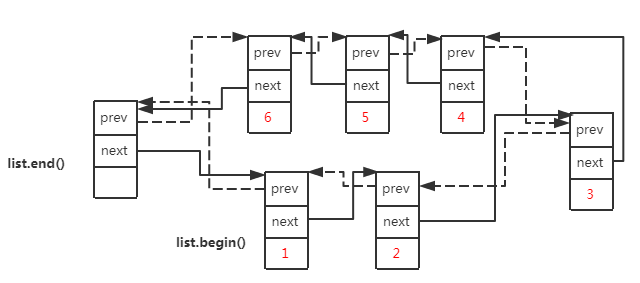 prev
next
6
prev
next
5
prev
next
4
prev
next
list.end()
prev
next
3
prev
next
1
list.begin()
prev
next
2